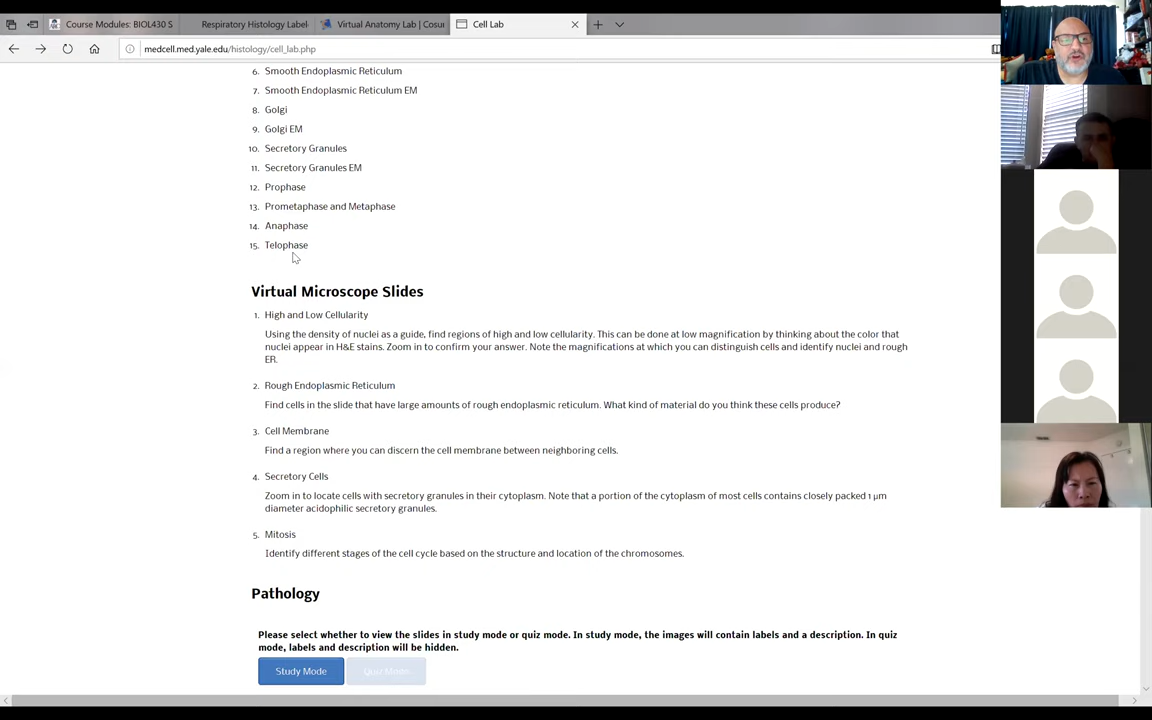 Course Modules: BIOL430 S
Respiratory Histology Label
Virtual Anatomy Lab | Cosu
Cell Lab
medcell.med.yale.edu/histology/cell_lab.php
6. Smooth Endoplasmic Reticulum
7. Smooth Endoplasmic Reticulum EM
8. Golgi
9. Golgi EM
10. Secretory Granules
11. Secretory Granules EM
12. Prophase
13. Prometaphase and Metaphase
14. Anaphase
15. Telophase
Virtual Microscope Slides
1. High and Low Cellularity
Using the density of nuclei as a guide, find regions of high and low cellularity. This can be done at low magnification by thinking about the color that
nuclei appear in H&E stains. Zoom in to confirm your answer. Note the magnifications at which you can distinguish cells and identify nuclei and rough
ER.
2. Rough Endoplasmic Reticulum
Find cells in the slide that have large amounts of rough endoplasmic reticulum. What kind of material do you think these cells produce?
3. Cell Membrane
Find a region where you can discern the cell membrane between neighboring cells.
4. Secretory Cells
Zoom in to locate cells with secretory granules in their cytoplasm. Note that a portion of the cytoplasm of most cells contains closely packed 1 μm
diameter acidophilic secretory granules.
5. Mitosis
Identify different stages of the cell cycle based on the structure and location of the chromosomes.
Pathology
Please select whether to view the slides in study mode or quiz mode. In study mode, the images will contain labels and a description. In quiz
mode, labels and description will be hidden.
Study Mode
Quiz Mode